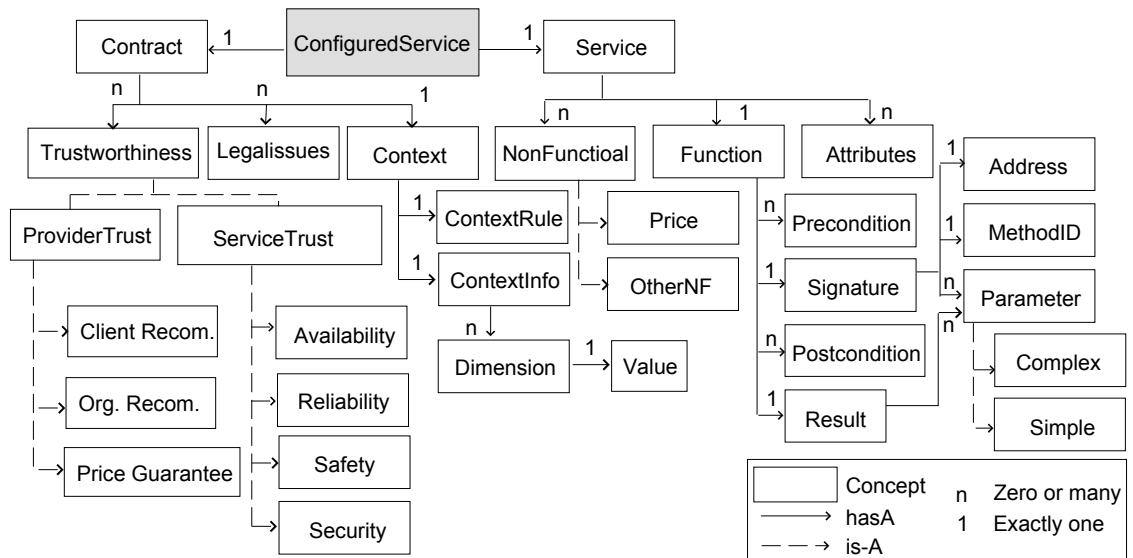 Contract
1
ConfiguredService
1
Service
n
n
1
n
1
n
Trustworthiness
Legalissues
Context
NonFunctioal
Function
Attributes
1
Address
ProviderTrust
ServiceTrust
1
ContextRule
Price
n
Precondition
1
MethodID
1
ContextInfo
OtherNF
1
Signature
n
Parameter
n
Client Recom.
Availability
n
Dimension
1
Value
n
Postcondition
Complex
Org. Recom.
Reliability
1
Result
Simple
Price Guarantee
Safety
Security
Concept
n
Zero or many
hasA
1
Exactly one
is-A